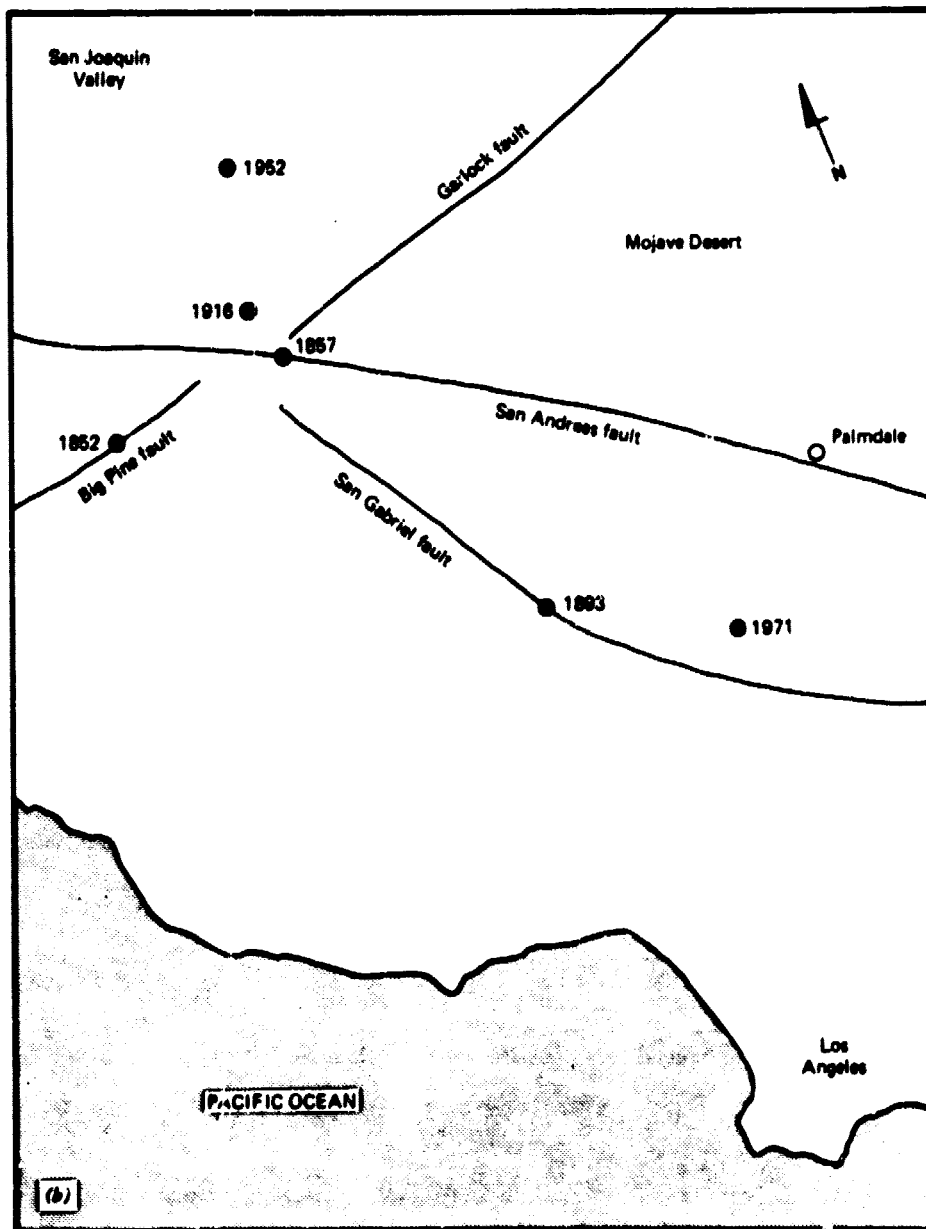 San Joaquin
Valley
1952
Garlock fault
N
Mojave Desert
1916
1857
San Andreas fault
Palmdale
1852
Big Pine fault
San Gabriel fault
1893
1971
Los
Angeles
PACIFIC OCEAN
(b)